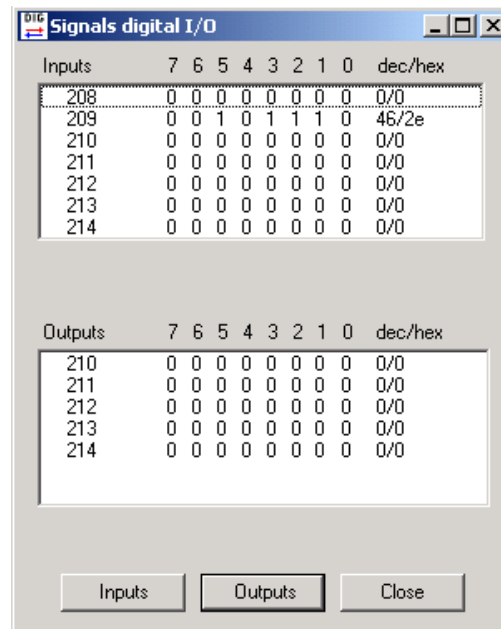 DIG Signals digital I/O
Inputs 7 6 5 4 3 2 1 0 dec/hex
208 0 0 0 0 0 0 0 0 0/0
209 0 0 1 0 1 1 1 0 46/2e
210 0 0 0 0 0 0 0 0 0/0
211 0 0 0 0 0 0 0 0 0/0
212 0 0 0 0 0 0 0 0 0/0
213 0 0 0 0 0 0 0 0 0/0
214 0 0 0 0 0 0 0 0 0/0
Outputs 7 6 5 4 3 2 1 0 dec/hex
210 0 0 0 0 0 0 0 0 0/0
211 0 0 0 0 0 0 0 0 0/0
212 0 0 0 0 0 0 0 0 0/0
213 0 0 0 0 0 0 0 0 0/0
214 0 0 0 0 0 0 0 0 0/0
Inputs Outputs Close